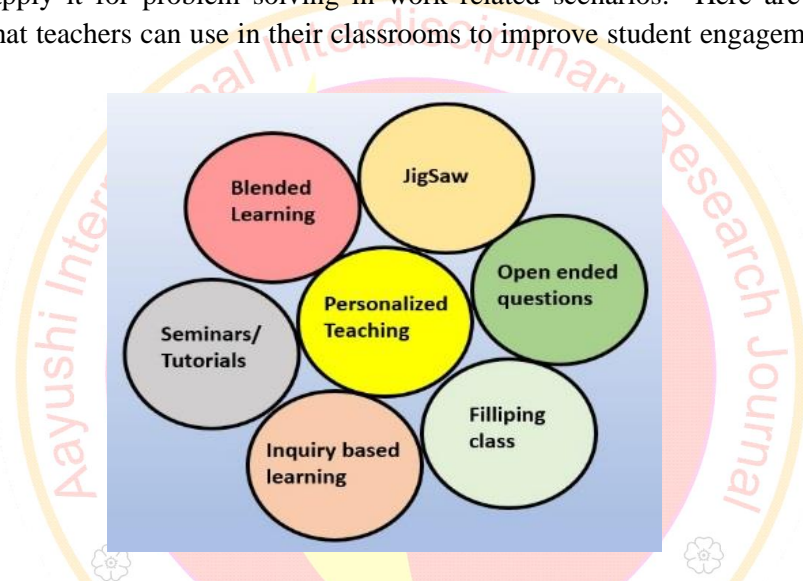 apply it for problem solving in work related scenarios. Here are
hat teachers can use in their classrooms to improve student engagem
Aayushi International Interdisciplinary Research Journal
Blended
Learning
JigSaw
Open ended
questions
Personalized
Teaching
Seminars/
Tutorials
Filliping
class
Inquiry based
learning